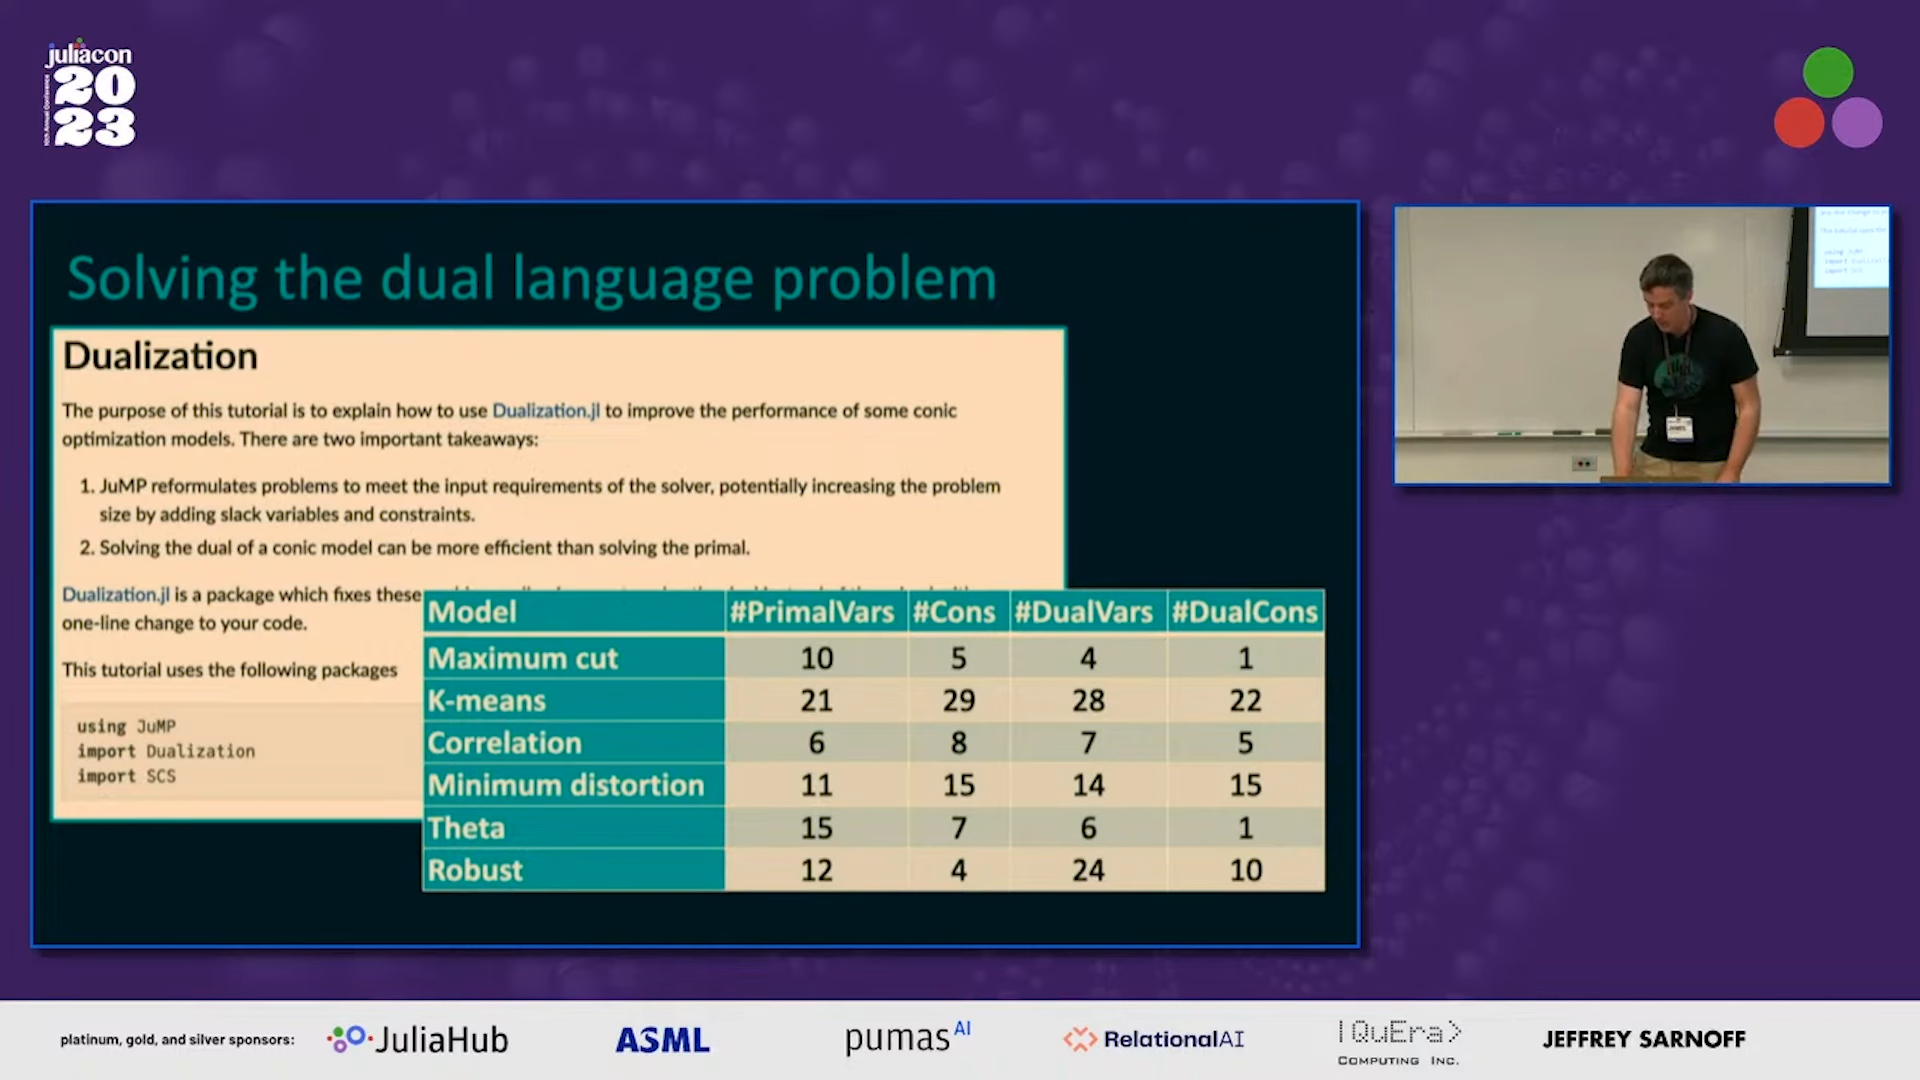 juliacon
20
23
Solving the dual language problem
Dualization
The purpose of this tutorial is to explain how to use Dualization.jl to improve the performance of some conic
optimization models. There are two important takeaways:
1. JuMP reformulates problems to meet the input requirements of the solver, potentially increasing the problem
size by adding slack variables and constraints.
2. Solving the dual of a conic model can be more efficient than solving the primal.
Dualization.jl is a package which fixes these
one-line change to your code.
This tutorial uses the following packages
using JuMP
import Dualization
import SCS
Model #PrimalVars #Cons #DualVars #DualCons
Maximum cut 10 5 4 1
K-means 21 29 28 22
Correlation 6 8 7 5
Minimum distortion 11 15 14 15
Theta 15 7 6 1
Robust 12 4 24 10
platinum, gold, and silver sponsors:
JuliaHub
ASML
pumasAI
RelationalAI
|QuEra>
COMPUTING INC.
JEFFREY SARNOFF